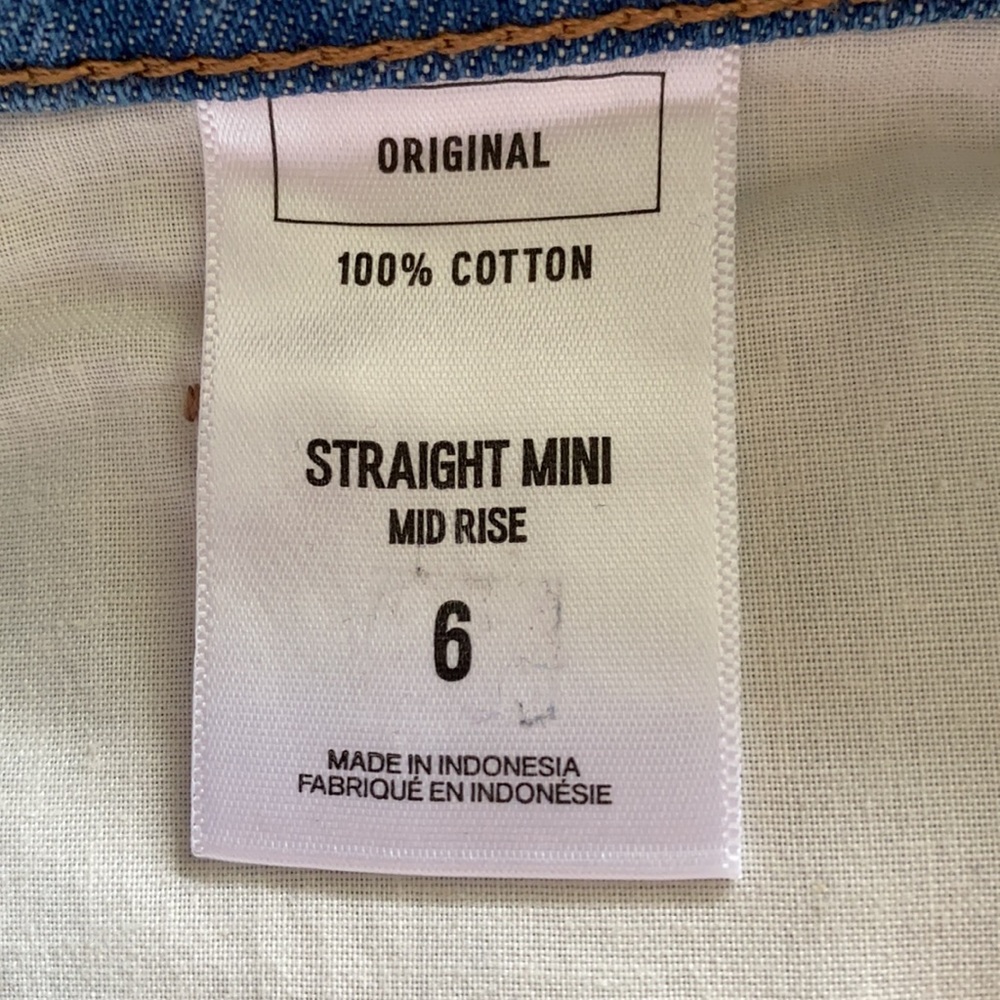 ORIGINAL
100% COTTON
STRAIGHT MINI
MID RISE
6
MADE IN INDONESIA
FABRIQUÉ EN INDONÉSIE